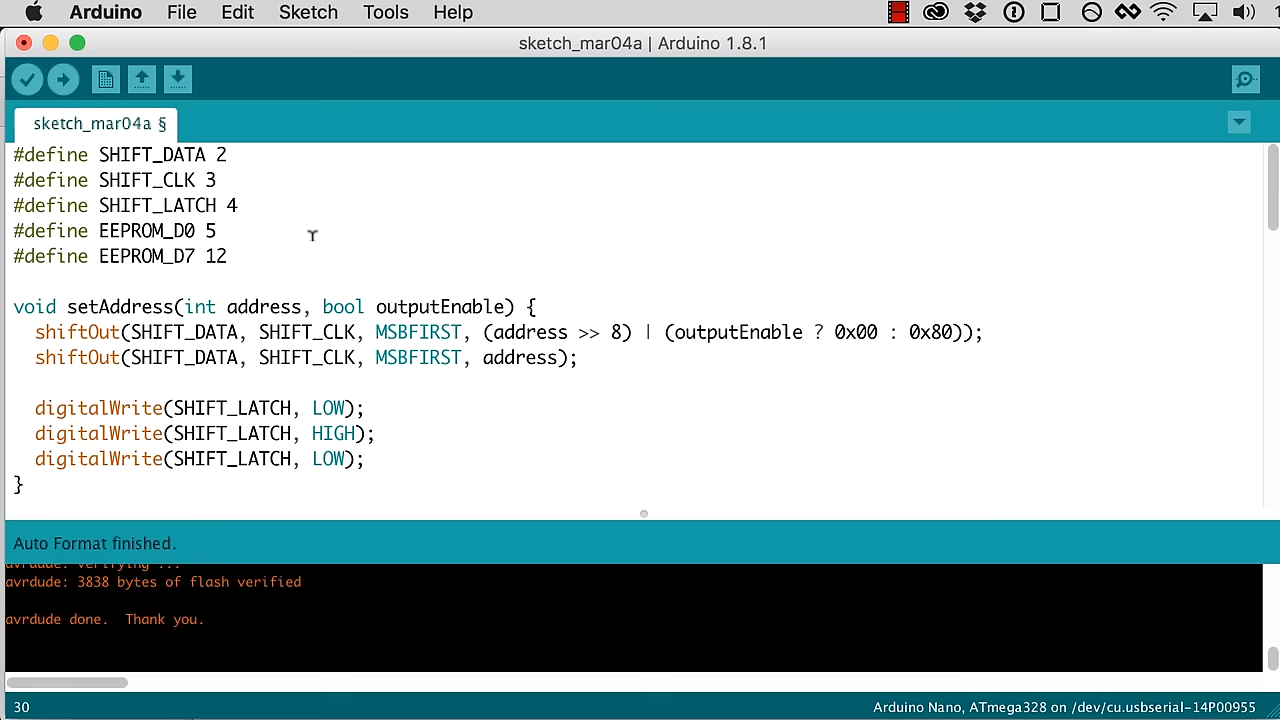 Arduino File Edit Sketch Tools Help
sketch_mar04a | Arduino 1.8.1
sketch_mar04a §
#define SHIFT_DATA 2
#define SHIFT_CLK 3
#define SHIFT_LATCH 4
#define EEPROM_D0 5
#define EEPROM_D7 12
void setAddress(int address, bool outputEnable) {
shiftOut(SHIFT_DATA, SHIFT_CLK, MSBFIRST, (address >> 8) | (outputEnable ? 0x00 : 0x80));
shiftOut(SHIFT_DATA, SHIFT_CLK, MSBFIRST, address);
digitalWrite(SHIFT_LATCH, LOW);
digitalWrite(SHIFT_LATCH, HIGH);
digitalWrite(SHIFT_LATCH, LOW);
}
Auto Format finished.
avrdude: verifying ...
avrdude: 3838 bytes of flash verified
avrdude done. Thank you.
30
Arduino Nano, ATmega328 on /dev/cu.usbserial-14P00955